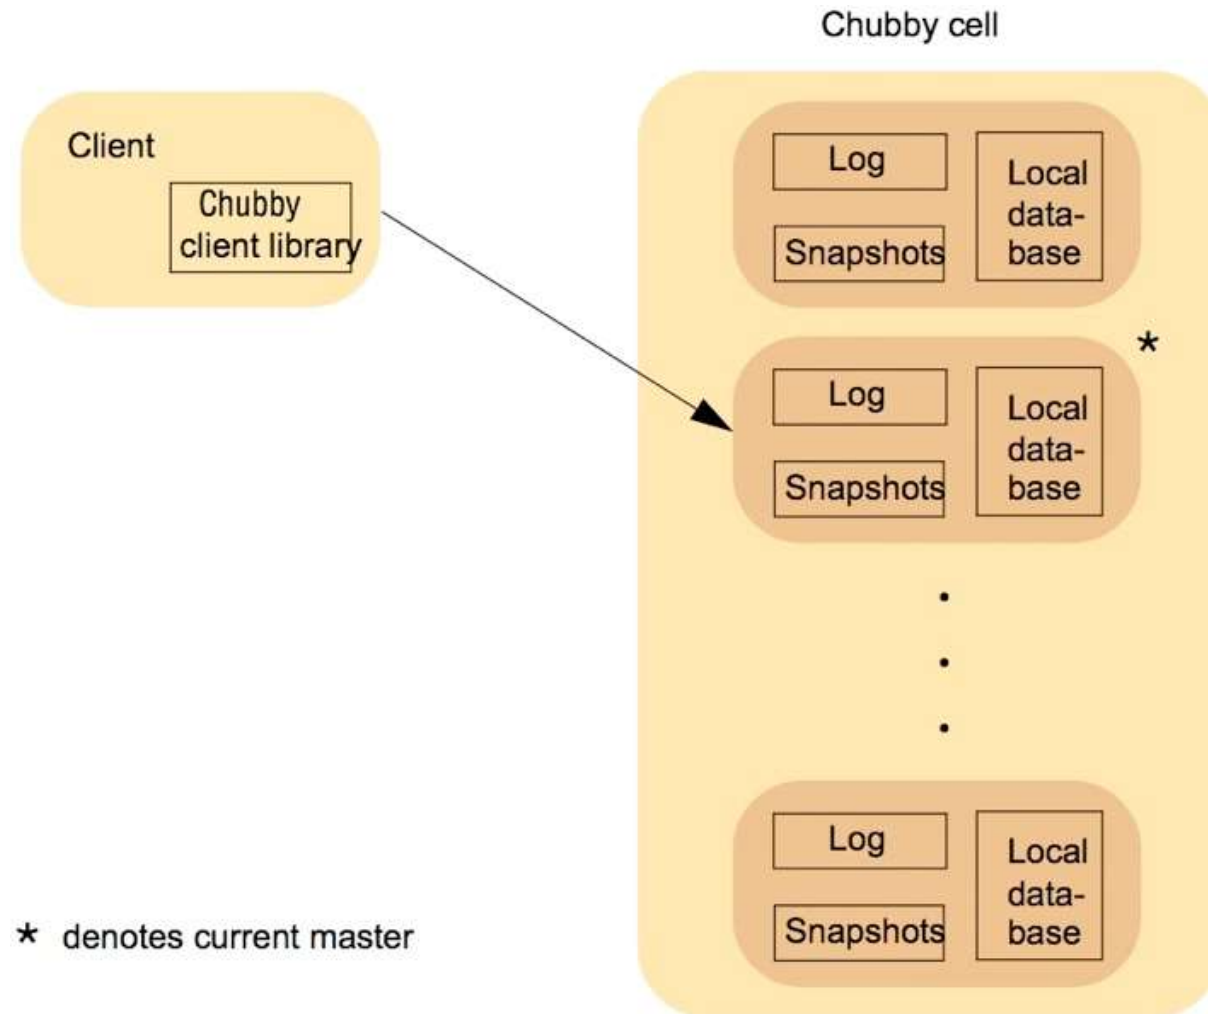 Chubby cell
Client
Chubby
client library
Log
Snapshots
Local
data-
base
*
Log
Snapshots
Local
data-
base
Log
Snapshots
Local
data-
base
* denotes current master